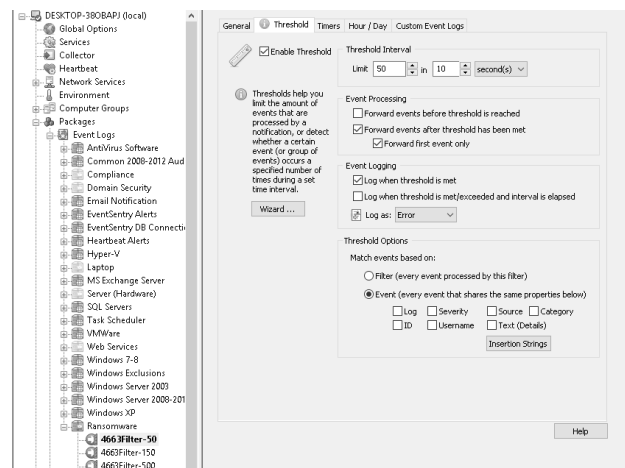 DESKTOP-380BAPJ (local)
Global Options
Services
Collector
Heartbeat
Network Services
Environment
Computer Groups
Packages
Event Logs
AntiVirus Software
Common 2008-2012 Aud
Compliance
Domain Security
Email Notification
EventSentry Alerts
EventSentry DB Connecti
Heartbeat Alerts
Hyper-V
Laptop
MS Exchange Server
Server (Hardware)
SQL Servers
Task Scheduler
VMWare
Web Services
Windows 7-8
Windows Exclusions
Windows Server 2003
Windows Server 2008-201
Windows XP
Ransomware
4663Filter-50
4663Filter-150
4663Filter-500
General
Threshold
Timers
Hour / Day
Custom Event Logs
Enable Threshold
Thresholds help you
limit the amount of
events that are
processed by a
notification, or detect
whether a certain
event (or group of
events) occurs a
specified number of
times during a set
time interval.
Wizard ...
Threshold Interval
Limit 50 in 10 second(s)
Event Processing
Forward events before threshold is reached
Forward events after threshold has been met
Forward first event only
Event Logging
Log when threshold is met
Log when threshold is met/exceeded and interval is elapsed
Log as: Error
Threshold Options
Match events based on:
Filter (every event processed by this filter)
Event (every event that shares the same properties below)
Log Severity Source Category
ID Username Text (Details)
Insertion Strings
Help